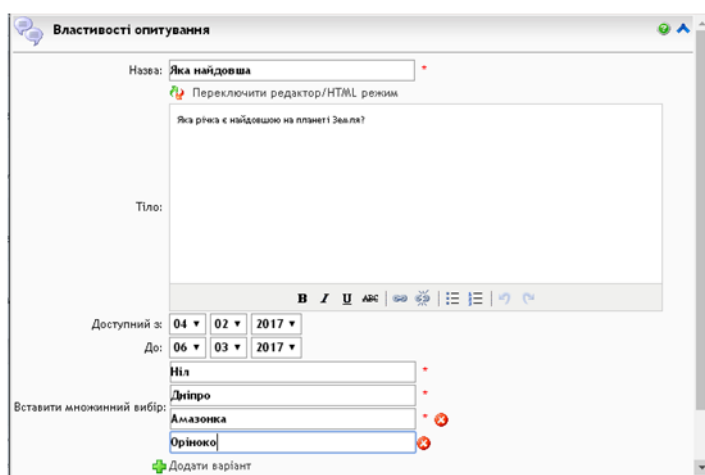 Властивості опитування
Назва: Яка найдовша *
Переключити редактор/HTML режим
Яка річка є найдовшою на планеті Земля?
Тіло:
B I U ABC
Доступний з: 04 02 2017
До: 06 03 2017
Ніл *
Дніпро *
Вставити множинний вибір:
Амазонка *
Оріноко
Додати варіант